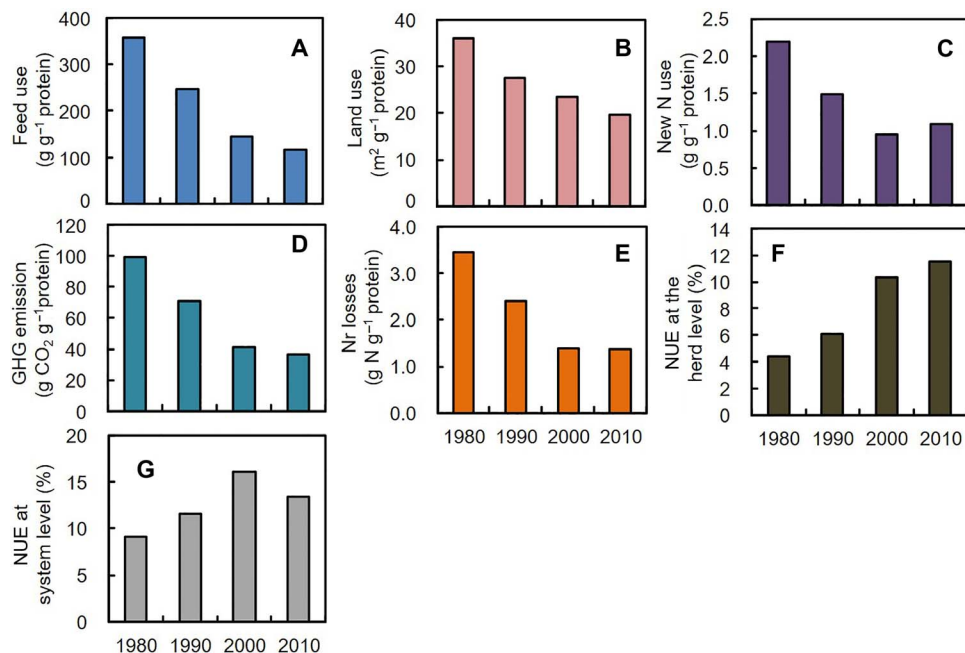 400
300
200
100
0
Feed use
(g g⁻¹ protein)
A
60
40
20
0
Land use
(m² g⁻¹ protein)
B
2.5
2.0
1.5
1.0
0.5
0.0
New N use
(g g⁻¹ protein)
C
120
100
80
60
40
20
0
GHG emission
(g CO₂ g⁻¹protein)
D
4.0
3.0
2.0
1.0
0.0
Nr losses
(g N g⁻¹ protein)
E
1980 1990 2000 2010
14
12
10
8
6
4
2
0
NUE at the
herd level (%)
F
1980 1990 2000 2010
20
15
10
5
0
NUE at
system level (%)
G
1980 1990 2000 2010